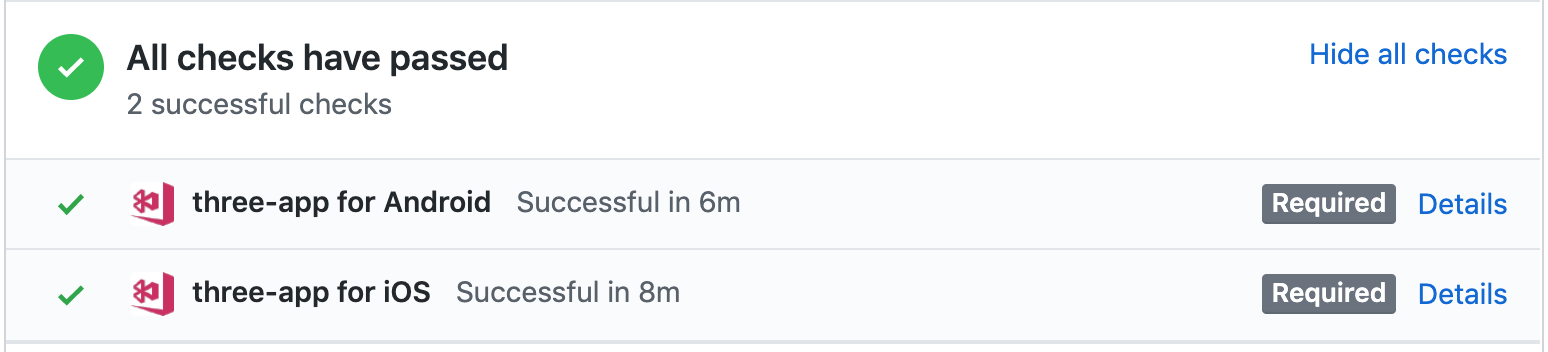 All checks have passed
Hide all checks
2 successful checks
three-app for Android Successful in 6m Required Details
three-app for iOS Successful in 8m Required Details